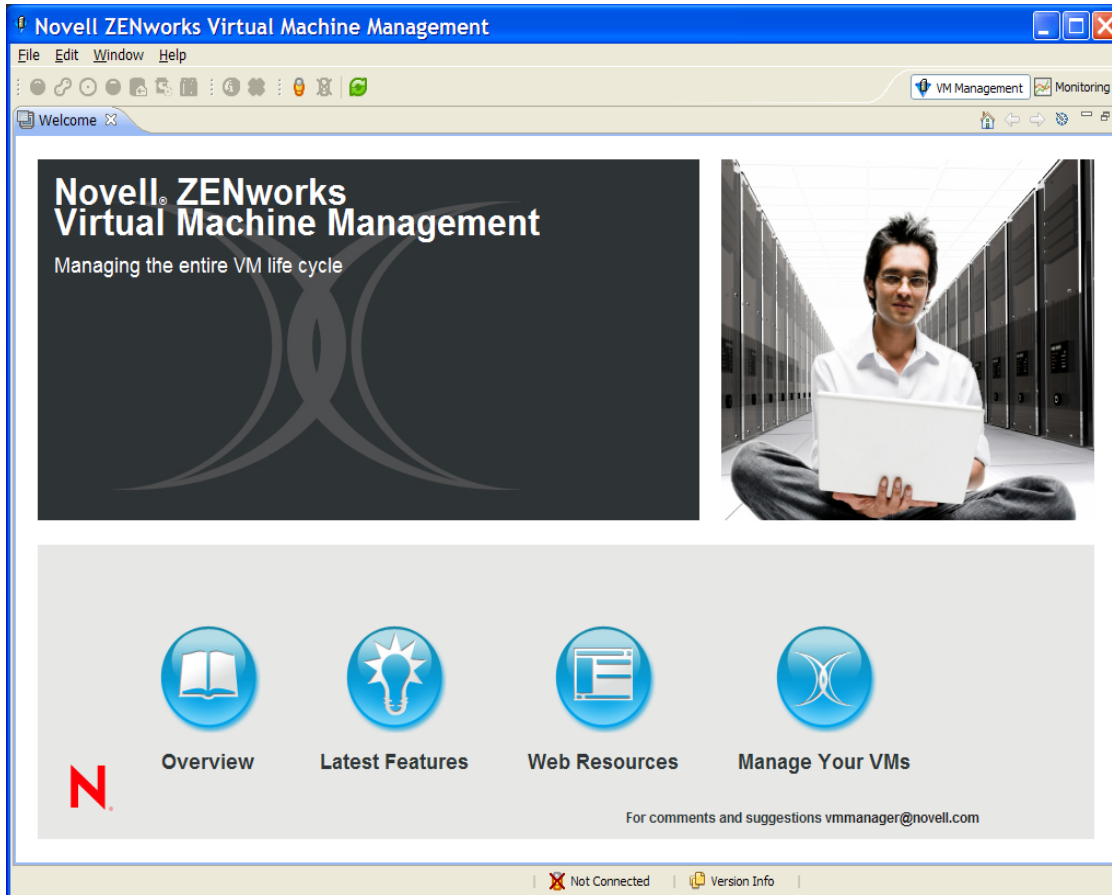 Novell ZENworks Virtual Machine Management
File Edit Window Help
VM Management Monitoring
Welcome
Novell® ZENworks
Virtual Machine Management
Managing the entire VM life cycle
Overview Latest Features Web Resources Manage Your VMs
N
For comments and suggestions vmmanager@novell.com
Not Connected Version Info